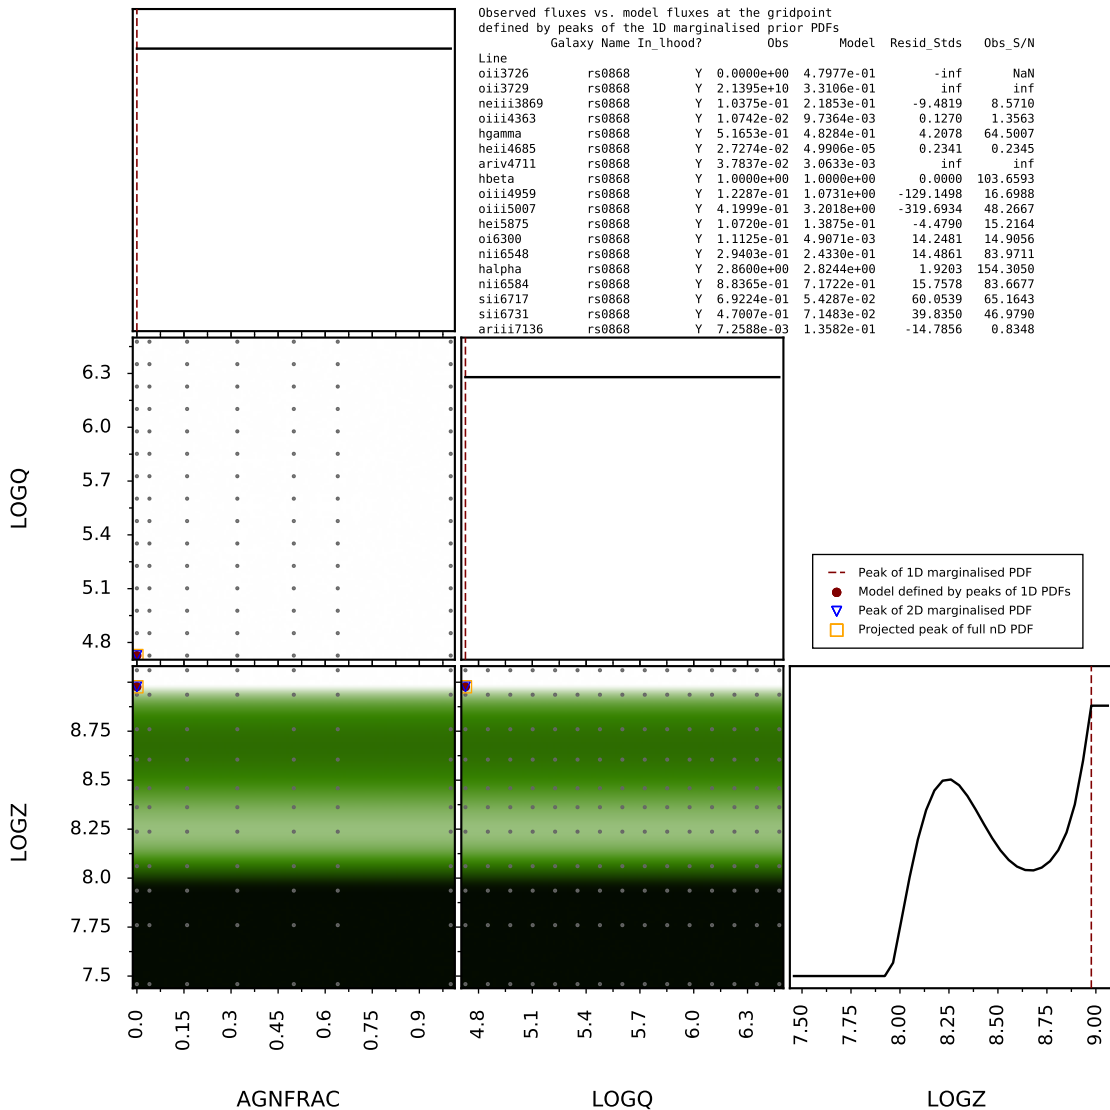 Observed fluxes vs. model fluxes at the gridpoint
defined by peaks of the 1D marginalised prior PDFs
Galaxy Name In_lhood? Obs Model Resid_Stds Obs_S/N
Line
oii3726 rs0868 Y 0.0000e+00 4.7977e-01 -inf NaN
oii3729 rs0868 Y 2.1395e+10 3.3106e-01 inf inf
neiii3869 rs0868 Y 1.0375e-01 2.1853e-01 -9.4819 8.5710
oiii4363 rs0868 Y 1.0742e-02 9.7364e-03 0.1270 1.3563
hgamma rs0868 Y 5.1653e-01 4.8284e-01 4.2078 64.5007
heii4685 rs0868 Y 2.7274e-02 4.9906e-05 0.2341 0.2345
ariv4711 rs0868 Y 3.7837e-02 3.0633e-03 inf inf
hbeta rs0868 Y 1.0000e+00 1.0000e+00 0.0000 103.6593
oiii4959 rs0868 Y 1.2287e-01 1.0731e+00 -129.1498 16.6988
oiii5007 rs0868 Y 4.1999e-01 3.2018e+00 -319.6934 48.2667
hei5875 rs0868 Y 1.0720e-01 1.3875e-01 -4.4790 15.2164
oi6300 rs0868 Y 1.1125e-01 4.9071e-03 14.2481 14.9056
nii6548 rs0868 Y 2.9403e-01 2.4330e-01 14.4861 83.9711
halpha rs0868 Y 2.8600e+00 2.8244e+00 1.9203 154.3050
nii6584 rs0868 Y 8.8365e-01 7.1722e-01 15.7578 83.6677
sii6717 rs0868 Y 6.9224e-01 5.4287e-02 60.0539 65.1643
sii6731 rs0868 Y 4.7007e-01 7.1483e-02 39.8350 46.9790
ariii7136 rs0868 Y 7.2588e-03 1.3582e-01 -14.7856 0.8348
6.3
6.0
5.7
5.4
5.1
4.8
LOGQ
Peak of 1D marginalised PDF
Model defined by peaks of 1D PDFs
Peak of 2D marginalised PDF
Projected peak of full nD PDF
8.75
8.5
8.25
8.0
7.75
7.5
LOGZ
0.0 0.15 0.3 0.45 0.6 0.75 0.9
4.8 5.1 5.4 5.7 6.0 6.3
7.50 7.75 8.00 8.25 8.50 8.75 9.00
AGNFRAC LOGQ LOGZ